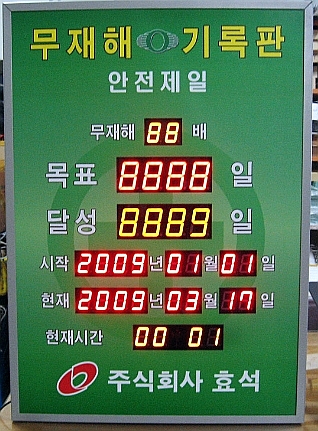 무재해 기록판
안전제일
무재해 88 배
목표 8888 일
달성 8889 일
시작 2009 년 01 월 01 일
현재 2009 년 03 월 17 일
현재시간 00 01
주식회사 효석